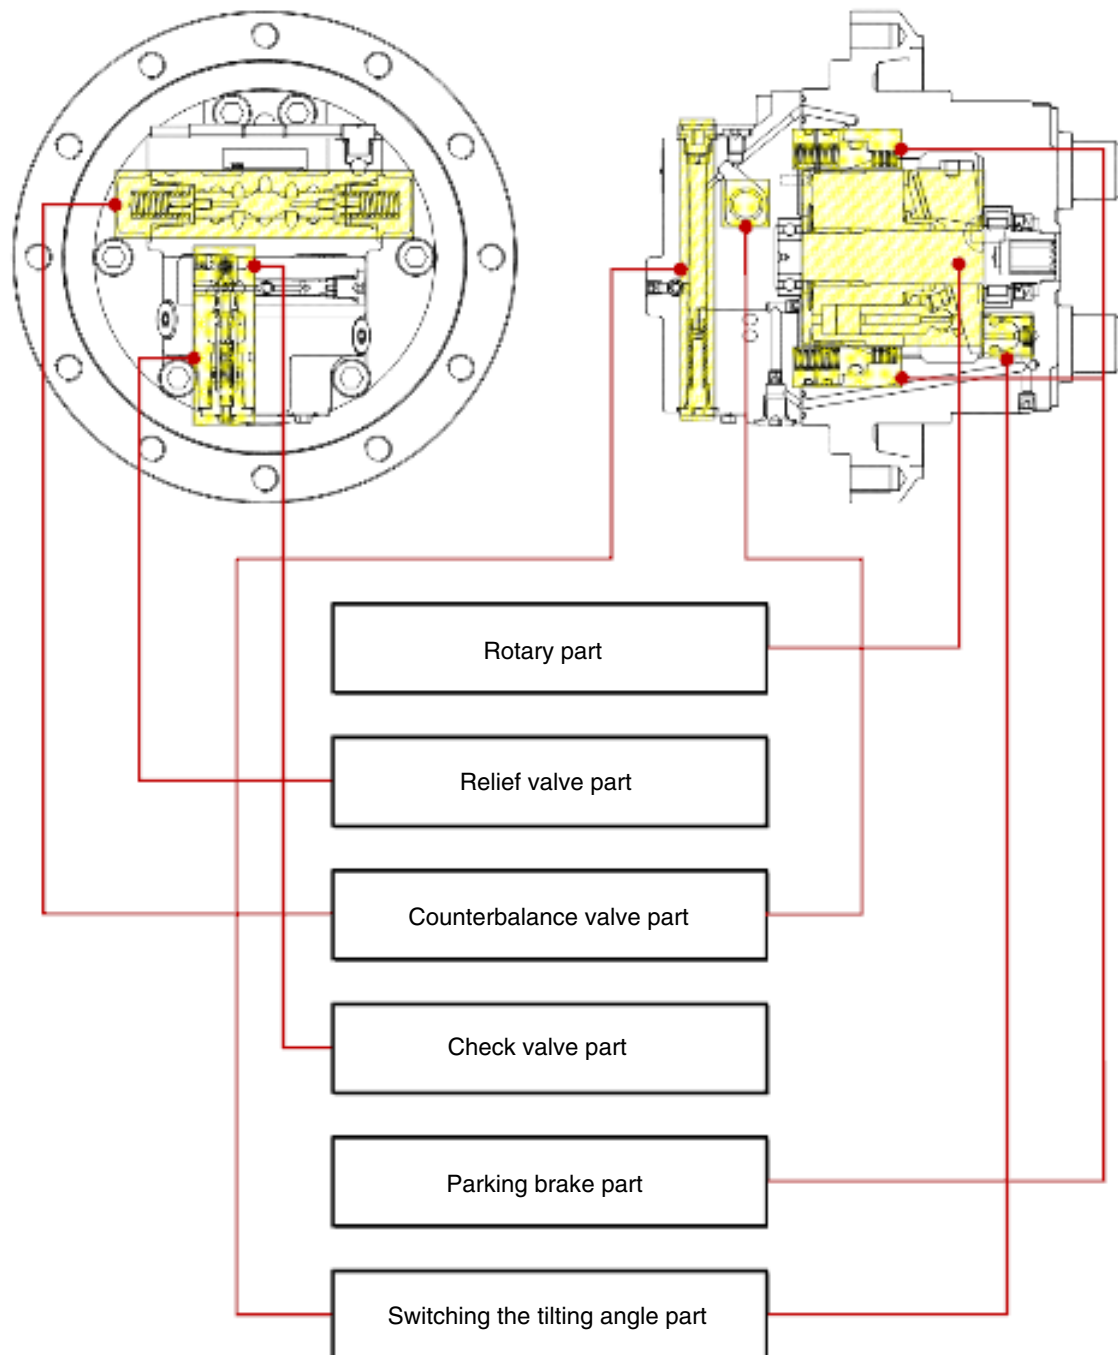 Rotary part
Relief valve part
Counterbalance valve part
Check valve part
Parking brake part
Switching the tilting angle part